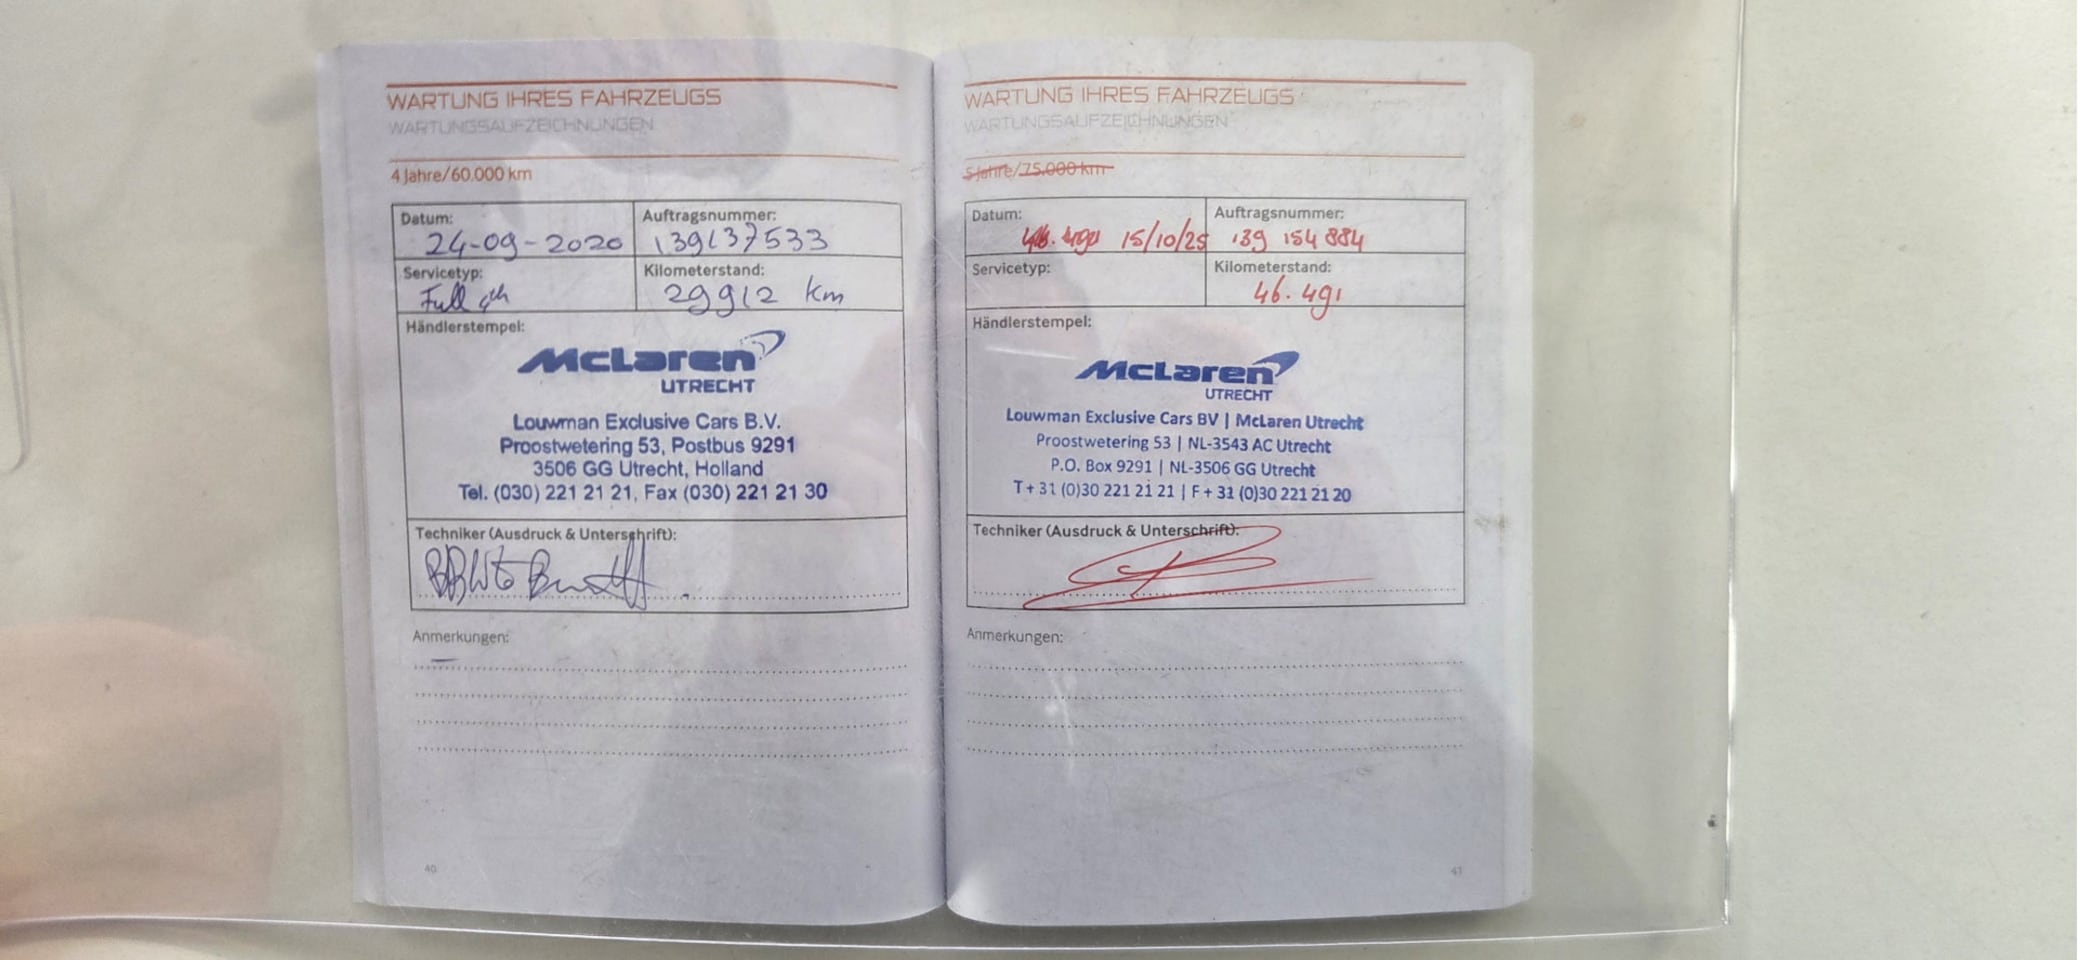 WARTUNG IHRES FAHRZEUGS
WARTUNGSAUFZEICHNUNGEN
4 Jahre/60.000 km
Datum:
24-09-2020
Auftragsnummer:
139137533
Servicetyp:
Full 4th
Kilometerstand:
29912 km
Händlerstempel:
McLaren
UTRECHT
Louwman Exclusive Cars B.V.
Proostwetering 53, Postbus 9291
3506 GG Utrecht, Holland
Tel. (030) 221 21 21, Fax (030) 221 21 30
Techniker (Ausdruck & Unterschrift):
Anmerkungen:
40
WARTUNG IHRES FAHRZEUGS
WARTUNGSAUFZEICHNUNGEN
5 Jahre/75.000 km
Datum:
15/10/25
Auftragsnummer:
139 154 884
Servicetyp:
Kilometerstand:
46.491
Händlerstempel:
McLaren
UTRECHT
Louwman Exclusive Cars BV | McLaren Utrecht
Proostwetering 53 | NL-3543 AC Utrecht
P.O. Box 9291 | NL-3506 GG Utrecht
T + 31 (0)30 221 21 21 | F + 31 (0)30 221 21 20
Techniker (Ausdruck & Unterschrift):
Anmerkungen:
41